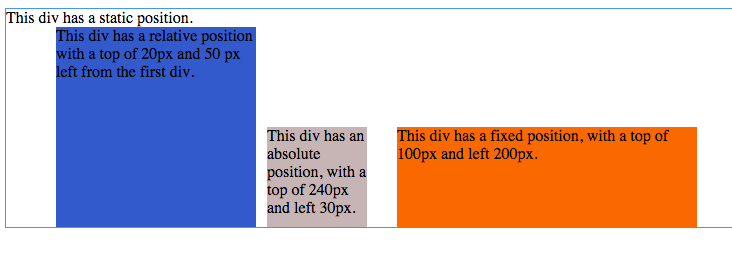 This div has a static position.
This div has a relative position
with a top of 20px and 50 px
left from the first div.
This div has an
absolute
position, with a
top of 240px
and left 30px.
This div has a fixed position, with a top of
100px and left 200px.